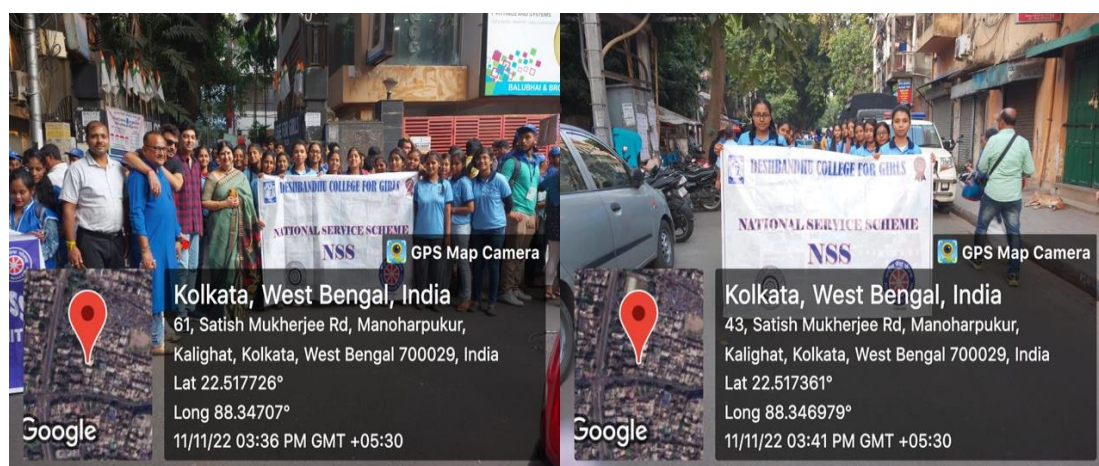 BALUBHAI & BRO
DESHBANDHU COLLEGE FOR GIRLS
NATIONAL SERVICE SCHEME
NSS
GPS Map Camera
Kolkata, West Bengal, India
61, Satish Mukherjee Rd, Manoharpukur,
Kalighat, Kolkata, West Bengal 700029, India
Lat 22.517726°
Long 88.34707°
11/11/22 03:36 PM GMT +05:30
Google
DESHBANDHU COLLEGE FOR GIRLS
NATIONAL SERVICE SCHEME
NSS
GPS Map Camera
Kolkata, West Bengal, India
43, Satish Mukherjee Rd, Manoharpukur,
Kalighat, Kolkata, West Bengal 700029, India
Lat 22.517361°
Long 88.346979°
11/11/22 03:41 PM GMT +05:30
Google